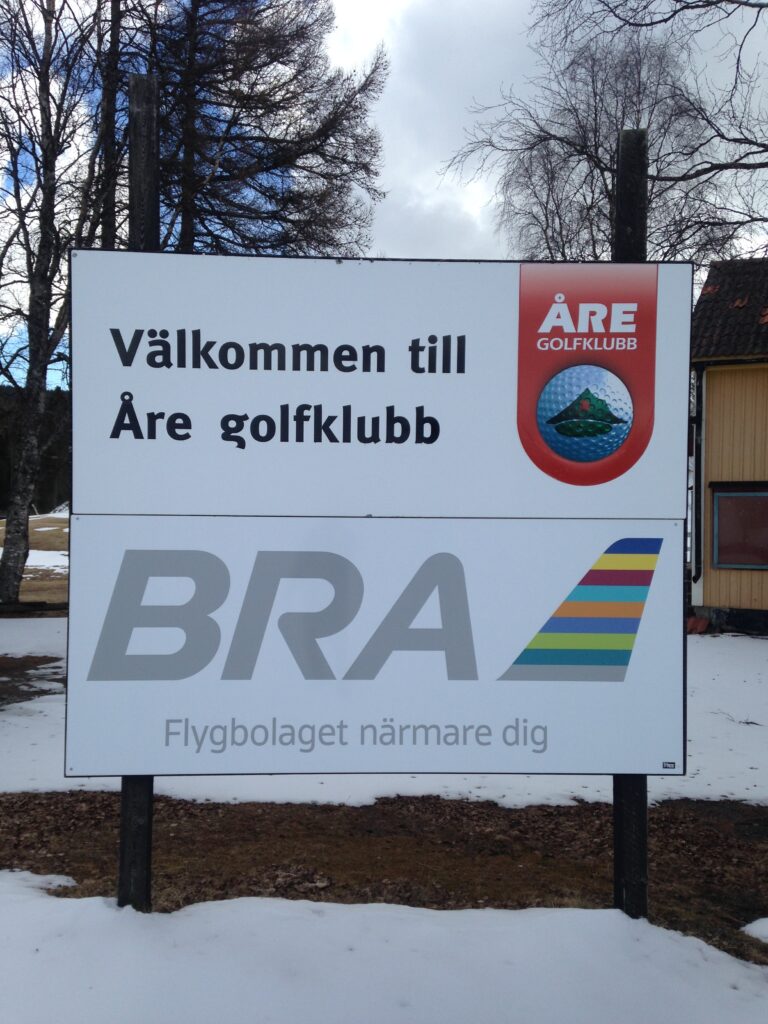 Välkommen till
Åre golfklubb
ÅRE
GOLFKLUBB
BRA
Flygbolaget närmare dig